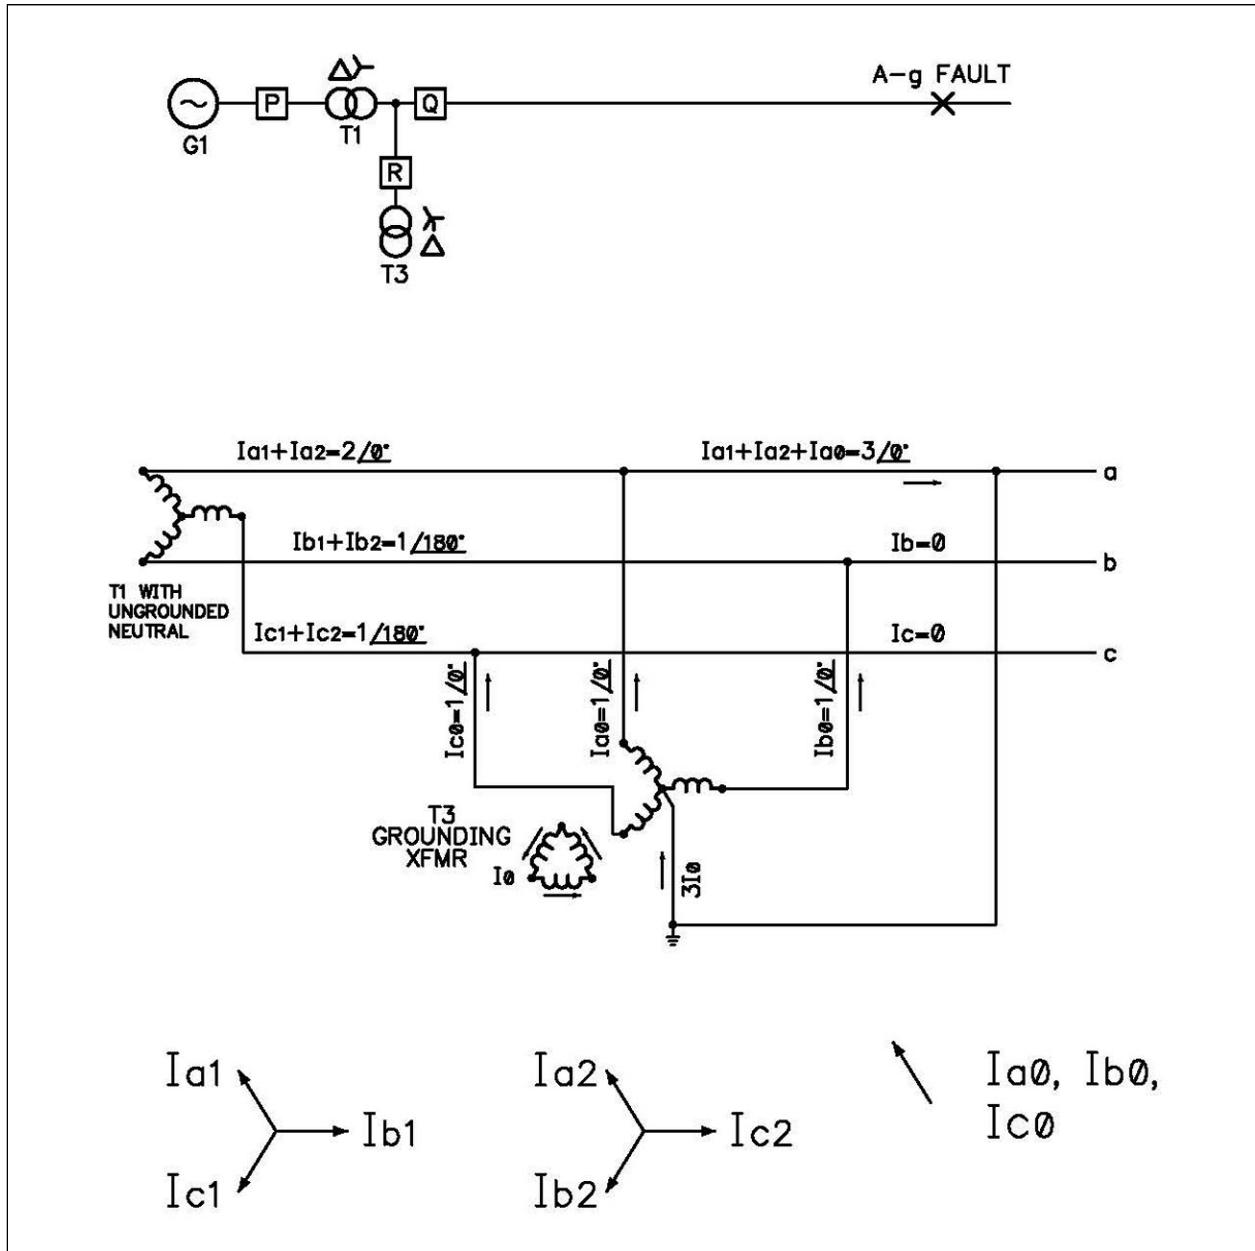 A-g FAULT
P
Q
T1
G1
R
T3
Ia1+Ia2=2/0°
Ia1+Ia2+Ia0=3/0°
a
Ib1+Ib2=1/180°
Ib=0
b
T1 WITH
UNGROUNDED
NEUTRAL
Ic1+Ic2=1/180°
Ic=0
c
Ic0=1/0°
Ia0=1/0°
Ib0=1/0°
T3
GROUNDING
XFMR
I0
3I0
Ia1
Ib1
Ic1
Ia2
Ic2
Ib2
Ia0, Ib0,
Ic0